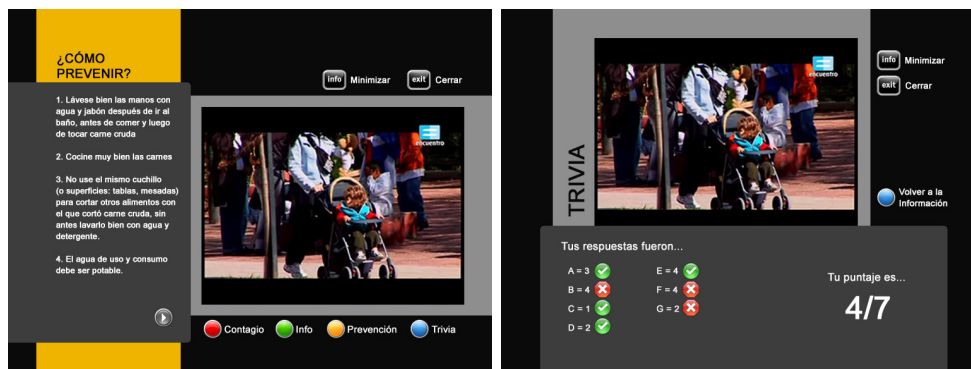 ¿CÓMO
PREVENIR?
1. Lávese bien las manos con
agua y jabón después de ir al
baño, antes de comer y luego
de tocar carne cruda
2. Cocine muy bien las carnes
3. No use el mismo cuchillo
(o superficies: tablas, mesadas)
para cortar otros alimentos con
el que cortó carne cruda, sin
antes lavarlo bien con agua y
detergente.
4. El agua de uso y consumo
debe ser potable.
info Minimizar exit Cerrar
encuentro
Contagio Info Prevención Trivia
TRIVIA
encuentro
info Minimizar
exit Cerrar
Volver a la
Información
Tus respuestas fueron...
A = 3
B = 4
C = 1
D = 2
E = 4
F = 4
G = 2
Tu puntaje es...
4/7